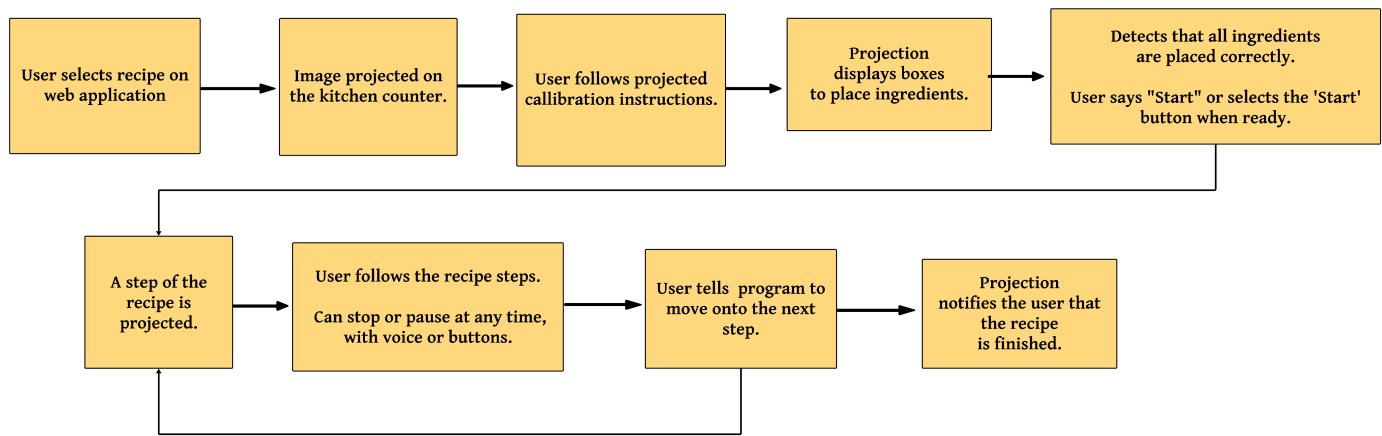 User selects recipe on
web application
Image projected on
the kitchen counter.
User follows projected
callibration instructions.
Projection
displays boxes
to place ingredients.
Detects that all ingredients
are placed correctly.
User says "Start" or selects the 'Start'
button when ready.
A step of the
recipe is
projected.
User follows the recipe steps.
Can stop or pause at any time,
with voice or buttons.
User tells program to
move onto the next
step.
Projection
notifies the user that
the recipe
is finished.